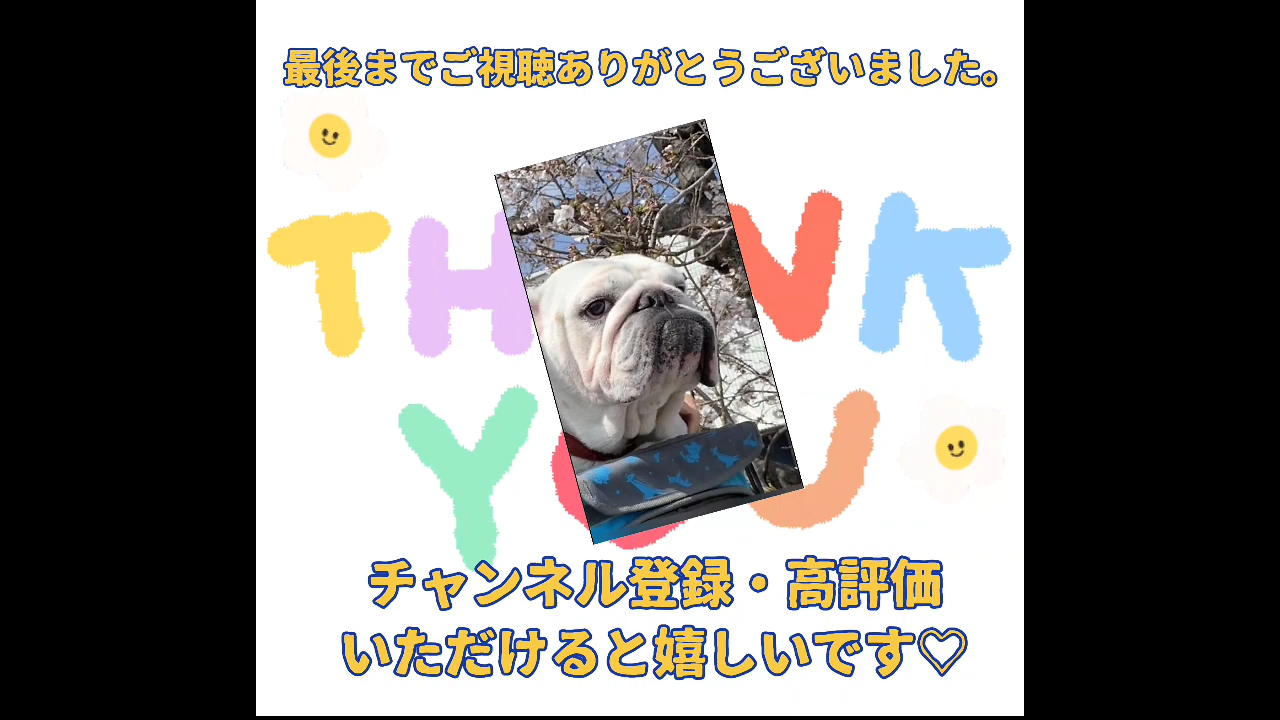 最後までご視聴ありがとうございました。
TH NK
YOU
チャンネル登録・高評価
いただけると嬉しいです♡